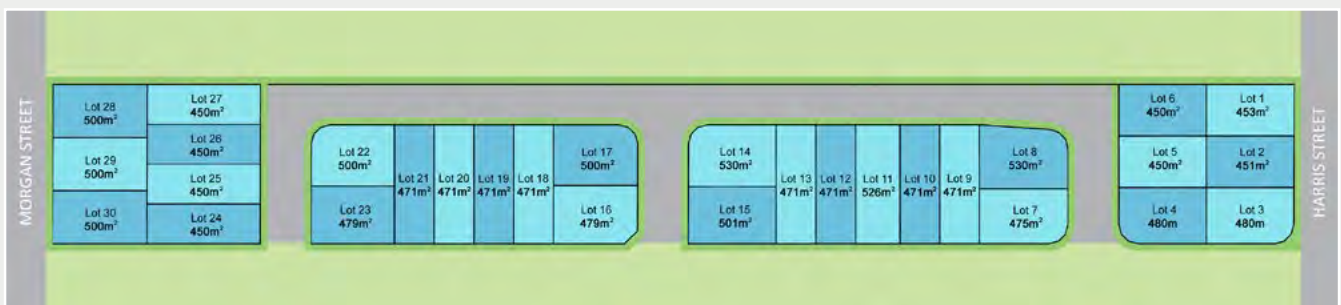 MORGAN STREET
Lot 28
500m²
Lot 27
450m²
Lot 26
450m²
Lot 29
500m²
Lot 25
450m²
Lot 30
500m²
Lot 24
450m²
Lot 22
500m²
Lot 23
479m²
Lot 21
471m²
Lot 20
471m²
Lot 19
471m²
Lot 18
471m²
Lot 17
500m²
Lot 16
479m²
Lot 14
530m²
Lot 15
501m²
Lot 13
471m²
Lot 12
471m²
Lot 11
526m²
Lot 10
471m²
Lot 9
471m²
Lot 8
530m²
Lot 7
475m²
Lot 6
450m²
Lot 1
453m²
Lot 5
450m²
Lot 2
451m²
Lot 4
480m
Lot 3
480m
HARRIS STREET